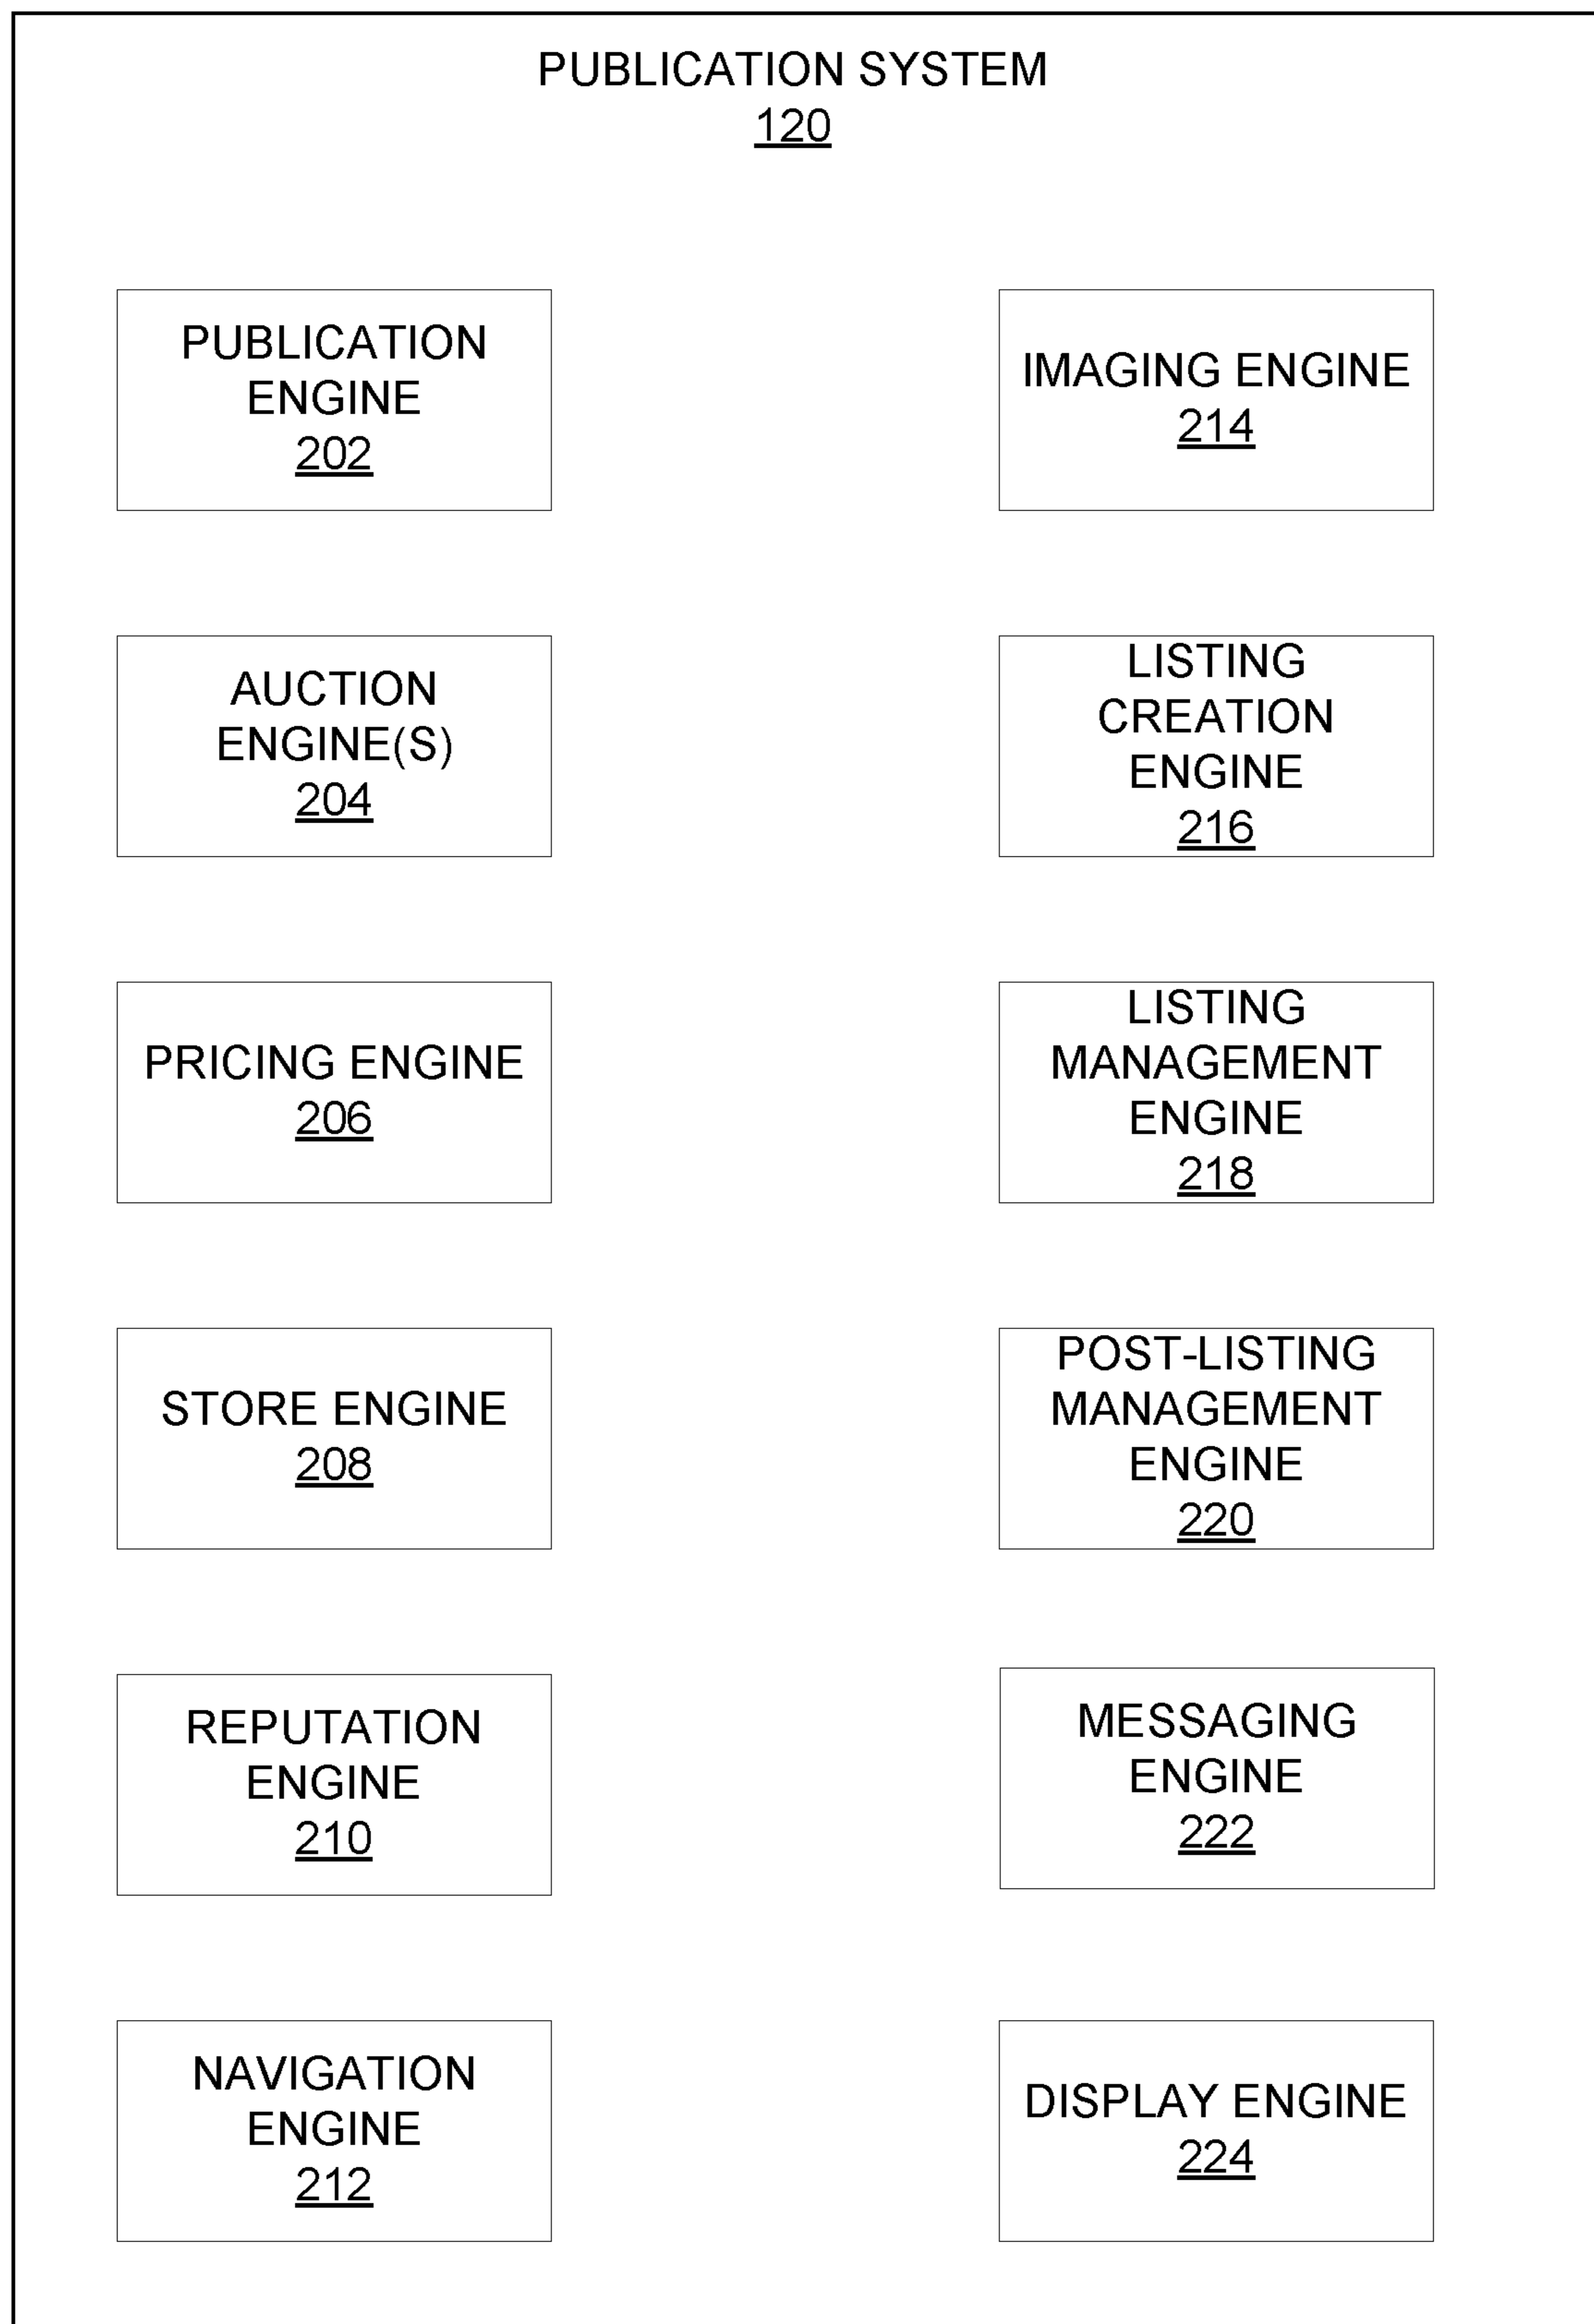 PUBLICATION SYSTEM
120
PUBLICATION
ENGINE
202
AUCTION
ENGINE(S)
204
PRICING ENGINE
206
STORE ENGINE
208
REPUTATION
ENGINE
210
NAVIGATION
ENGINE
212
IMAGING ENGINE
214
LISTING
CREATION
ENGINE
216
LISTING
MANAGEMENT
ENGINE
218
POST-LISTING
MANAGEMENT
ENGINE
220
MESSAGING
ENGINE
222
DISPLAY ENGINE
224